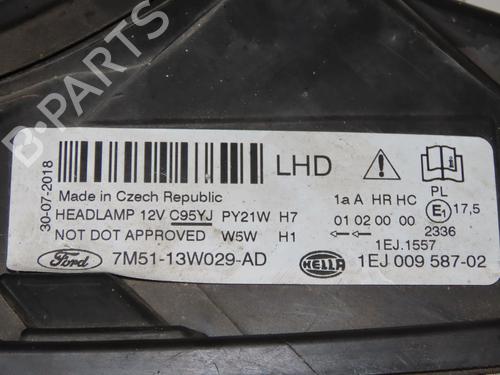 B-PARTS
30-07-2018
LHD
Made in Czech Republic
HEADLAMP 12V C95YJ PY21W H7
NOT DOT APPROVED W5W H1
Ford 7M51-13W029-AD
1a A HR HC PL
01 02 00 00 E1 17,5
2336
1EJ.1557
HELLA 1EJ 009 587-02